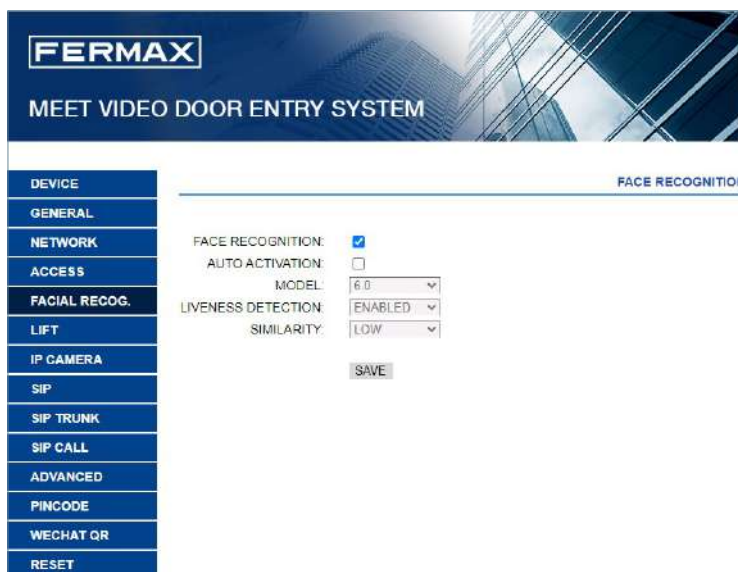 FERMAX
MEET VIDEO DOOR ENTRY SYSTEM
DEVICE
GENERAL
NETWORK
ACCESS
FACIAL RECOG.
LIFT
IP CAMERA
SIP
SIP TRUNK
SIP CALL
ADVANCED
PINCODE
WECHAT QR
RESET
FACE RECOGNITION
FACE RECOGNITION:
AUTO ACTIVATION:
MODEL: 6.0
LIVENESS DETECTION: ENABLED
SIMILARITY: LOW
SAVE